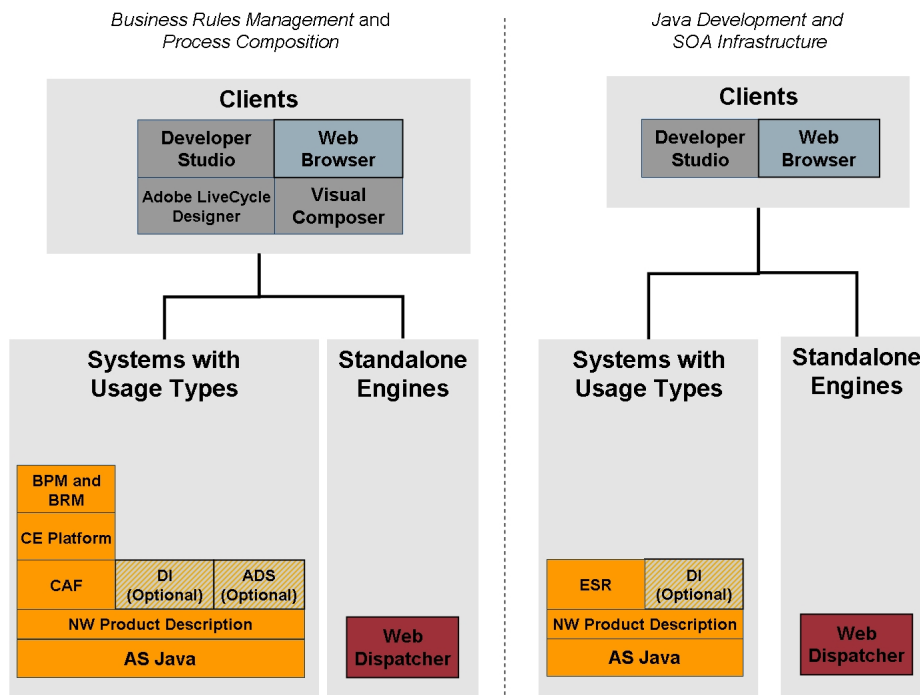 Business Rules Management and
Process Composition
Clients
Developer
Studio
Web
Browser
Adobe LiveCycle
Designer
Visual
Composer
Systems with
Usage Types
BPM and
BRM
CE Platform
CAF
DI
(Optional)
ADS
(Optional)
NW Product Description
AS Java
Standalone
Engines
Web
Dispatcher
Java Development and
SOA Infrastructure
Clients
Developer
Studio
Web
Browser
Systems with
Usage Types
ESR
DI
(Optional)
NW Product Description
AS Java
Standalone
Engines
Web
Dispatcher